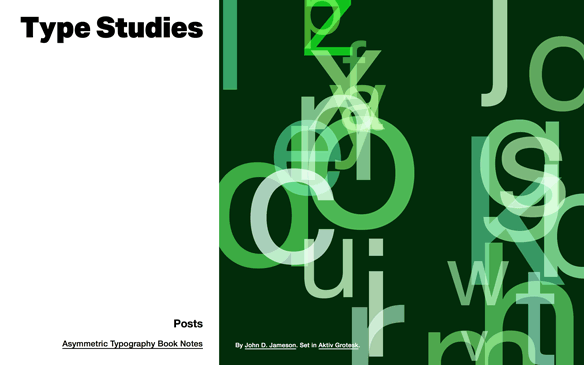 Type Studies
Posts
Asymmetric Typography Book Notes
By John D. Jameson. Set in Aktiv Grotesk.